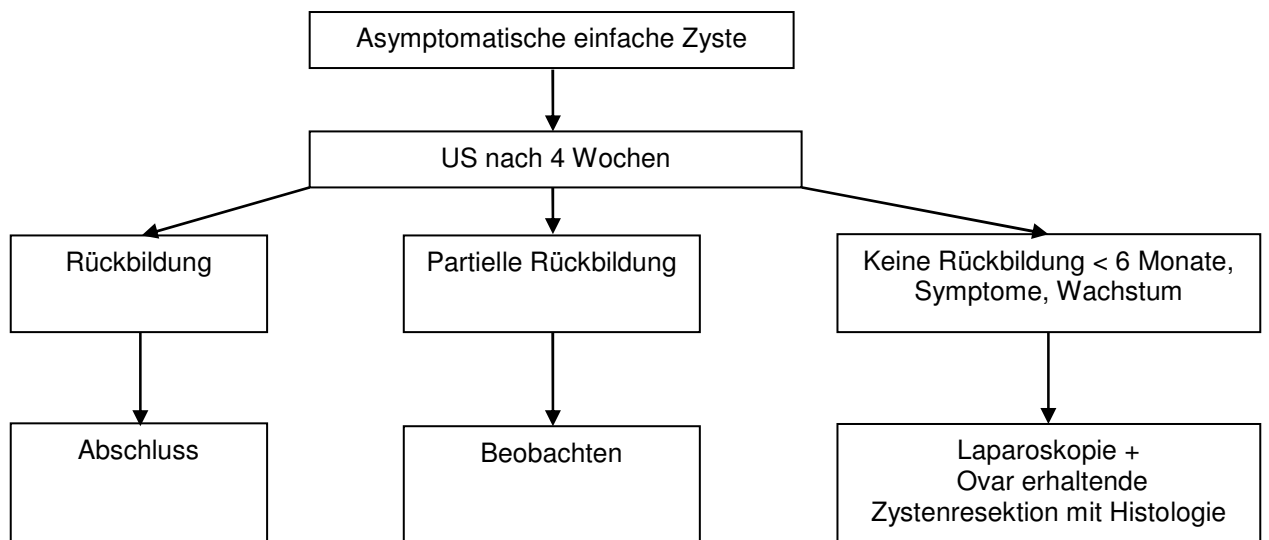 Asymptomatische einfache Zyste
US nach 4 Wochen
Rückbildung
Partielle Rückbildung
Keine Rückbildung < 6 Monate,
Symptome, Wachstum
Abschluss
Beobachten
Laparoskopie +
Ovar erhaltende
Zystenresektion mit Histologie